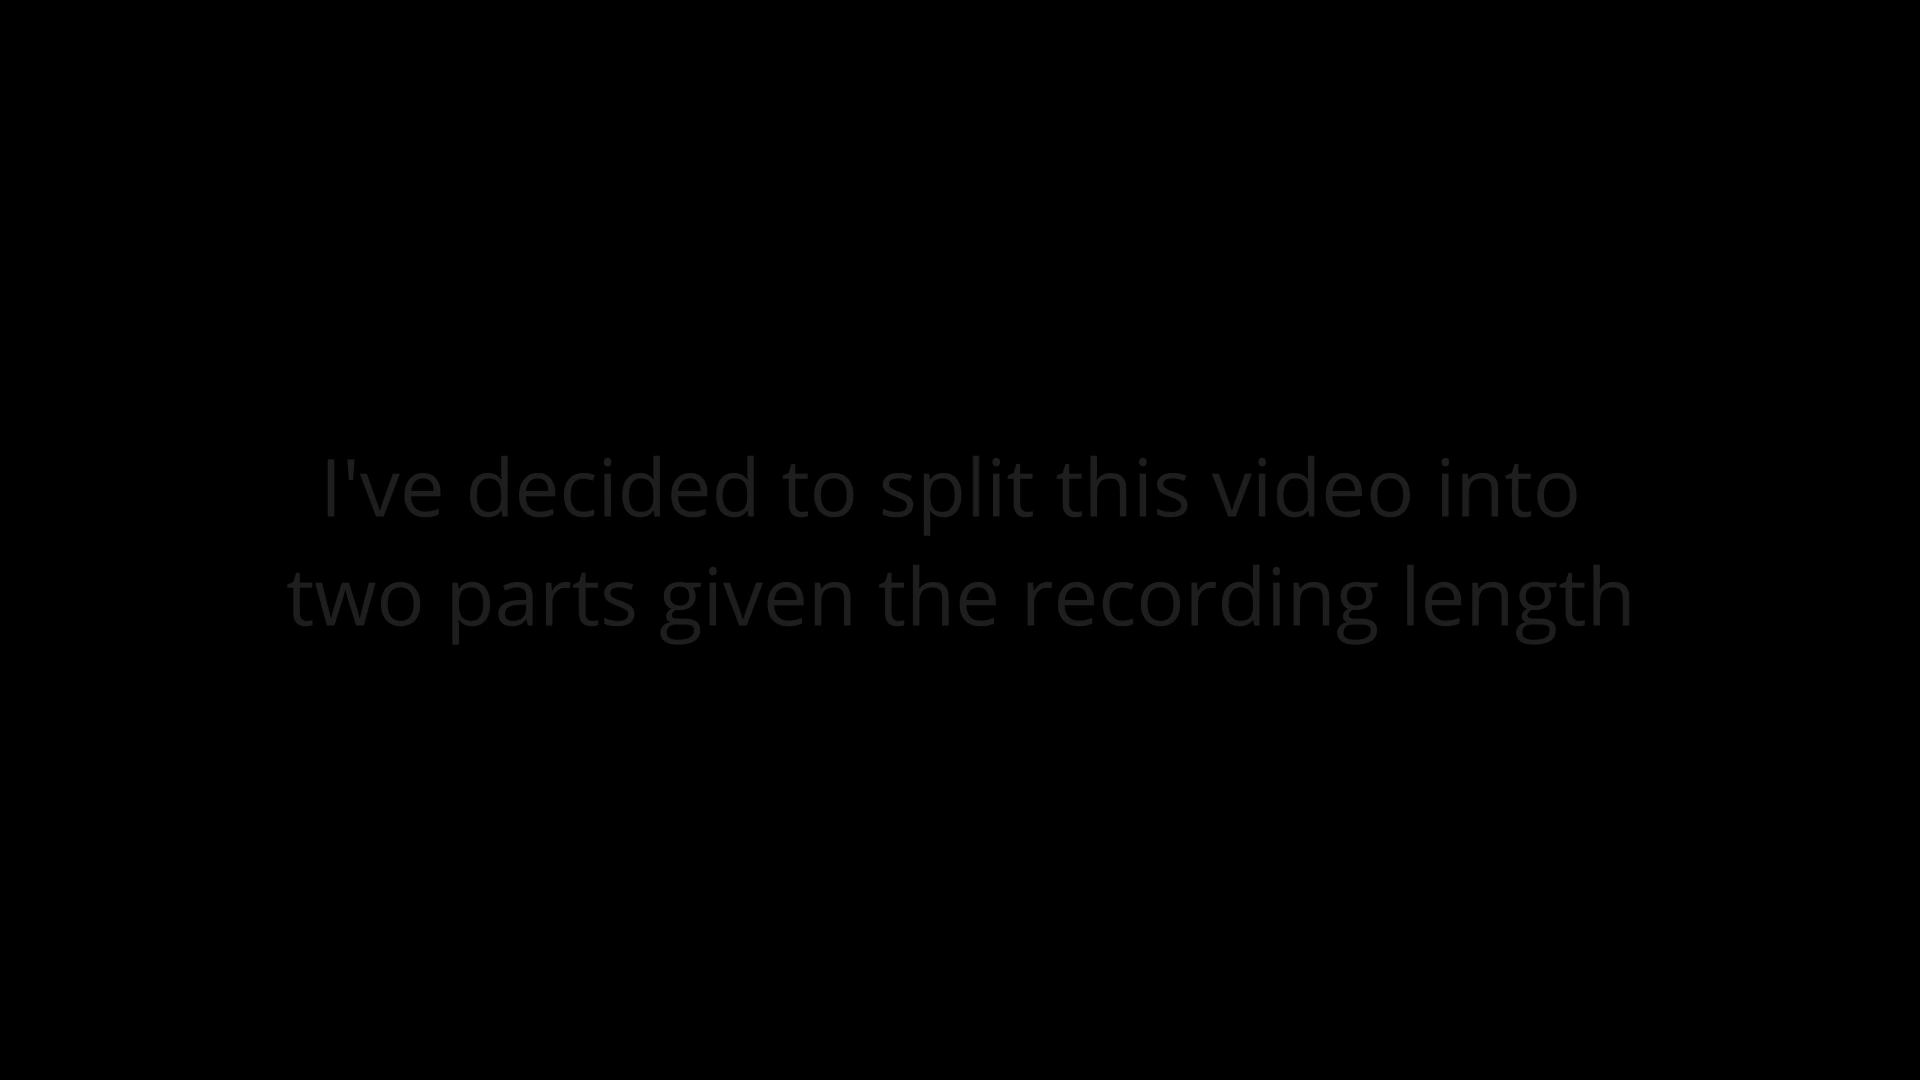 I've decided to split this video into
two parts given the recording length